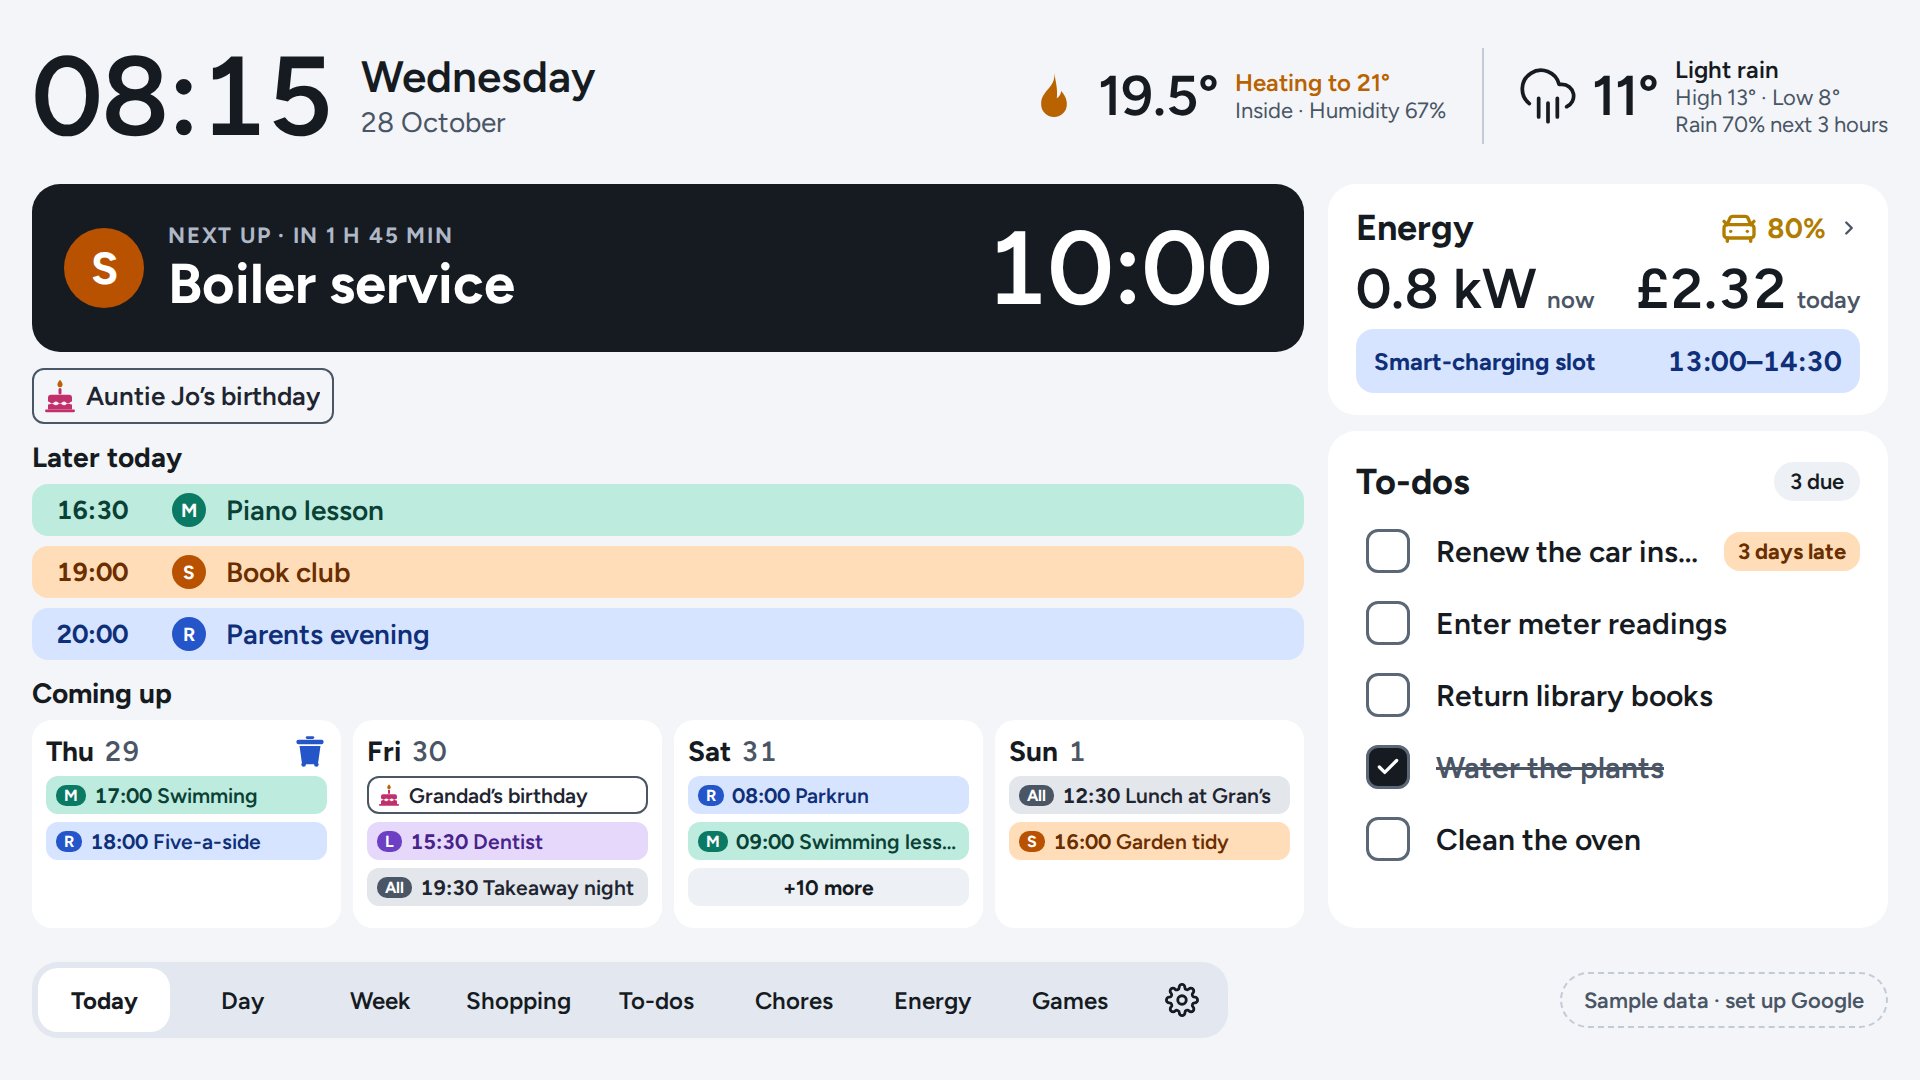 08:15
Wednesday
28 October
19.5°
Heating to 21°
Inside · Humidity 67%
11°
Light rain
High 13° · Low 8°
Rain 70% next 3 hours
S
NEXT UP · IN 1 H 45 MIN
Boiler service
10:00
Auntie Jo’s birthday
Later today
16:30 M Piano lesson
19:00 S Book club
20:00 R Parents evening
Coming up
Thu 29
M 17:00 Swimming
R 18:00 Five-a-side
Fri 30
Grandad’s birthday
L 15:30 Dentist
All 19:30 Takeaway night
Sat 31
R 08:00 Parkrun
M 09:00 Swimming less...
+10 more
Sun 1
All 12:30 Lunch at Gran’s
S 16:00 Garden tidy
Energy
80%
0.8 kW now
£2.32 today
Smart-charging slot 13:00–14:30
To-dos
3 due
Renew the car ins... 3 days late
Enter meter readings
Return library books
Water the plants
Clean the oven
Today Day Week Shopping To-dos Chores Energy Games
Sample data · set up Google